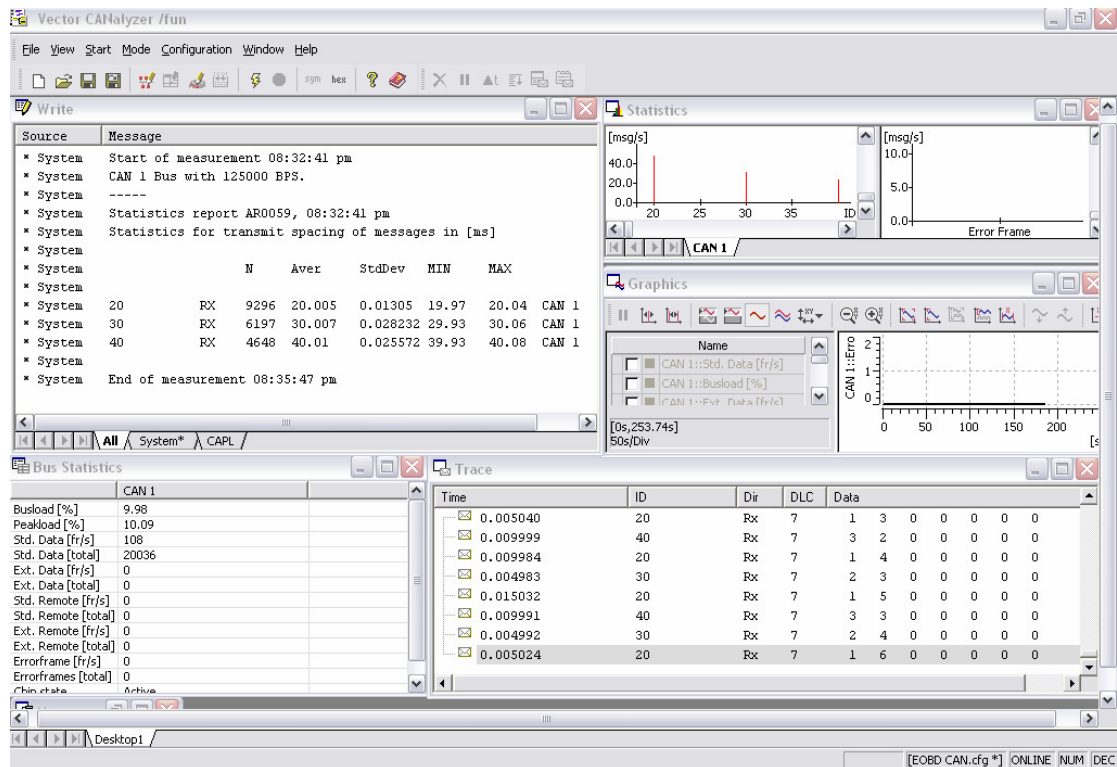 Vector CANalyzer /fun
File View Start Mode Configuration Window Help
sym hex
Write
Source Message
* System Start of measurement 08:32:41 pm
* System CAN 1 Bus with 125000 BPS.
* System -----
* System Statistics report AR0059, 08:32:41 pm
* System Statistics for transmit spacing of messages in [ms]
* System
* System N Aver StdDev MIN MAX
* System
* System 20 RX 9296 20.005 0.01305 19.97 20.04 CAN 1
* System 30 RX 6197 30.007 0.028232 29.93 30.06 CAN 1
* System 40 RX 4648 40.01 0.025572 39.93 40.08 CAN 1
* System
* System End of measurement 08:35:47 pm
All System* CAPL
Statistics
[msg/s]
40.0
20.0
0.0
20 25 30 35 ID
[msg/s]
10.0
5.0
0.0
Error Frame
CAN 1
Graphics
Name
CAN 1::Std. Data [fr/s]
CAN 1::Busload [%]
CAN 1::Ext. Data [fr/s]
[0s,253.74s]
50s/Div
CAN 1::Erro
2
1
0
0 50 100 150 200
[s
Bus Statistics
CAN 1
Busload [%] 9.98
Peakload [%] 10.09
Std. Data [fr/s] 108
Std. Data [total] 20036
Ext. Data [fr/s] 0
Ext. Data [total] 0
Std. Remote [fr/s] 0
Std. Remote [total] 0
Ext. Remote [fr/s] 0
Ext. Remote [total] 0
Errorframe [fr/s] 0
Errorframes [total] 0
Chip state Active
Trace
Time ID Dir DLC Data
0.005040 20 Rx 7 1 3 0 0 0 0 0
0.009999 40 Rx 7 3 2 0 0 0 0 0
0.009984 20 Rx 7 1 4 0 0 0 0 0
0.004983 30 Rx 7 2 3 0 0 0 0 0
0.015032 20 Rx 7 1 5 0 0 0 0 0
0.009991 40 Rx 7 3 3 0 0 0 0 0
0.004992 30 Rx 7 2 4 0 0 0 0 0
0.005024 20 Rx 7 1 6 0 0 0 0 0
Desktop1
[EOBD CAN.cfg *] ONLINE NUM DEC